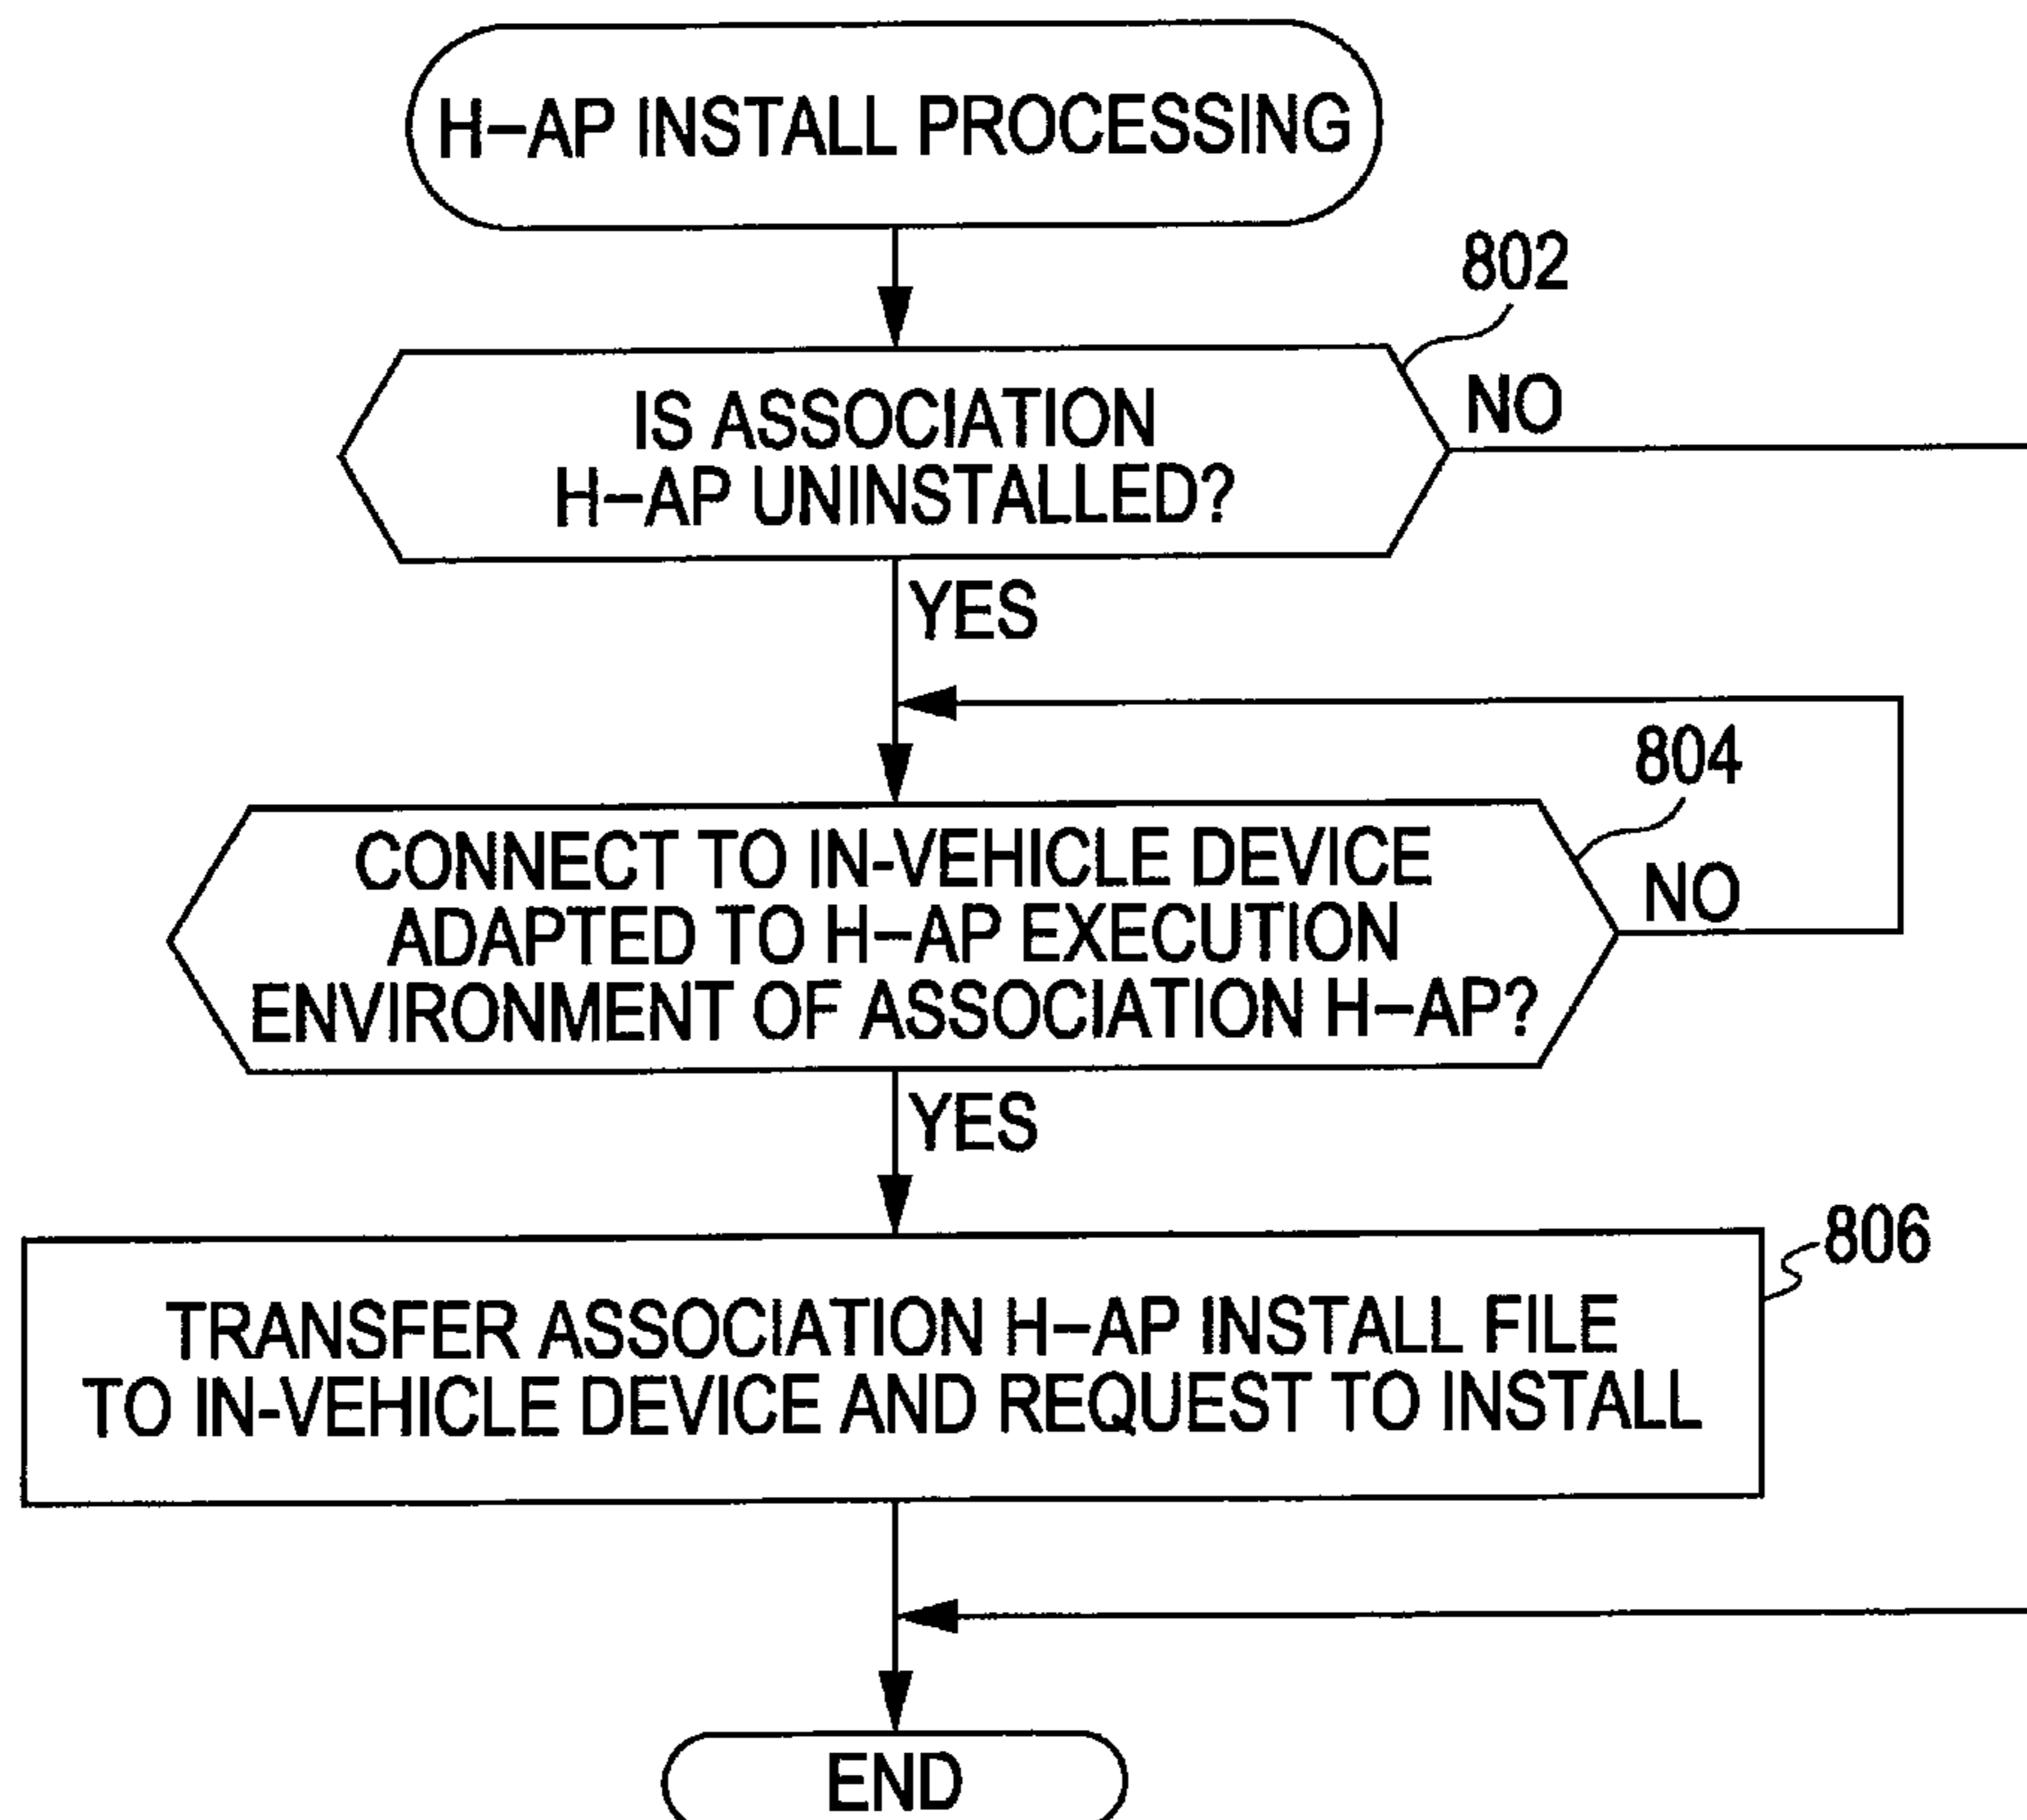 H-AP INSTALL PROCESSING
802
IS ASSOCIATION
H-AP UNINSTALLED?
NO
YES
804
CONNECT TO IN-VEHICLE DEVICE
ADAPTED TO H-AP EXECUTION
ENVIRONMENT OF ASSOCIATION H-AP?
NO
YES
806
TRANSFER ASSOCIATION H-AP INSTALL FILE
TO IN-VEHICLE DEVICE AND REQUEST TO INSTALL
END